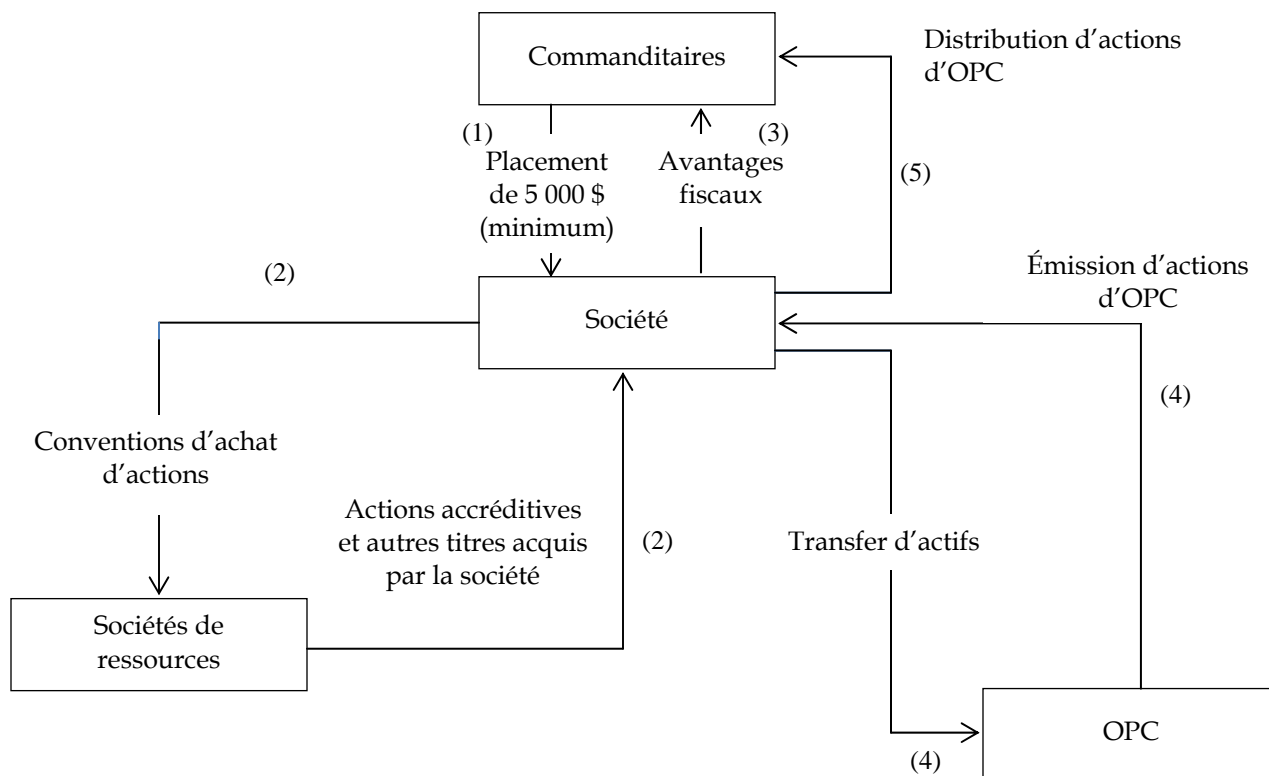 Commanditaires
Distribution d'actions
d'OPC
(1)
(3)
Placement
de 5 000 $
(minimum)
Avantages
fiscaux
(5)
(2)
Émission d'actions
d'OPC
Société
(4)
Conventions d'achat
d'actions
Actions accréditives
et autres titres acquis
par la société
(2)
Transfer d'actifs
Sociétés de
ressources
OPC
(4)